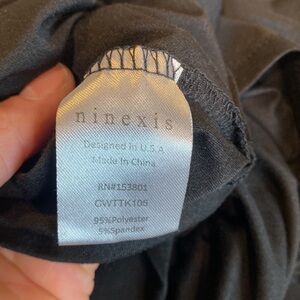 ninexis
Designed in U.S.A
Made in China
RN#153801
CWTTK105
95%Polyester
5%Spandex